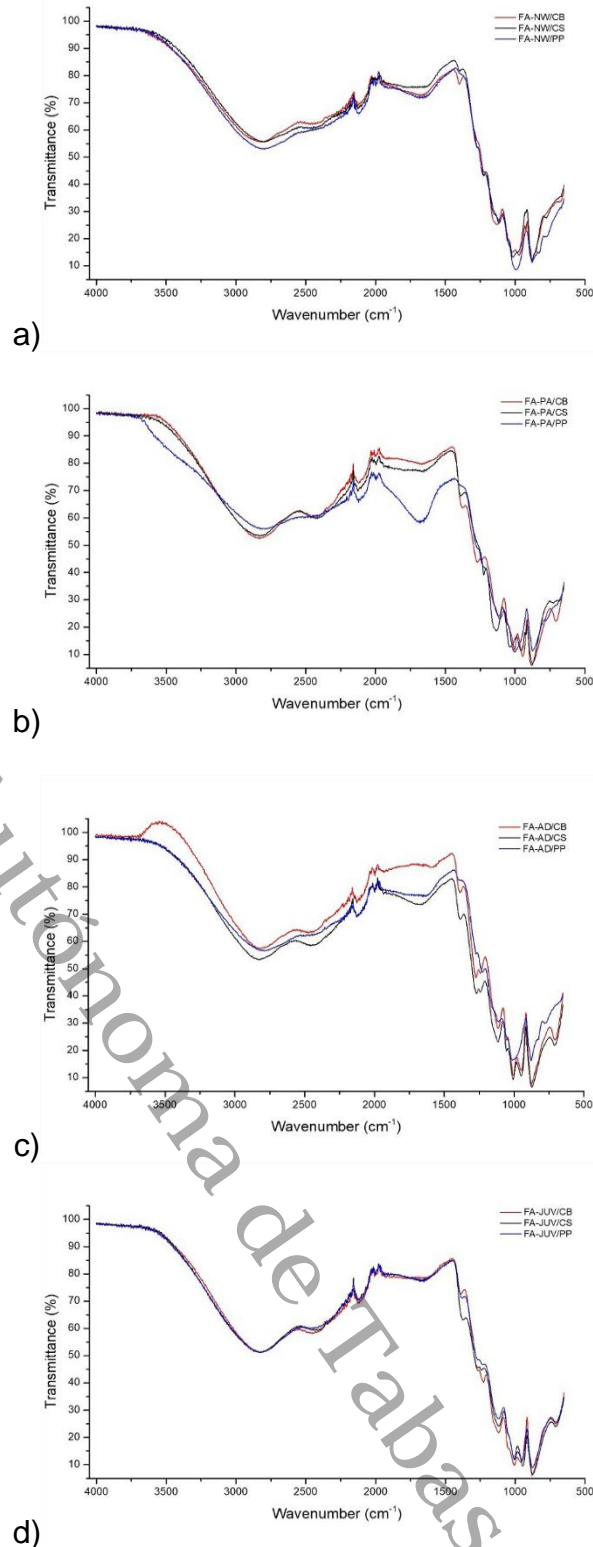 FA-NW/CB
FA-NW/CS
FA-NW/PP
100
90
80
70
60
50
40
30
20
10
Transmittance (%)
4000 3500 3000 2500 2000 1500 1000 500
Wavenumber (cm⁻¹)
a)
FA-PA/CB
FA-PA/CS
FA-PA/PP
100
90
80
70
60
50
40
30
20
10
Transmittance (%)
4000 3500 3000 2500 2000 1500 1000 500
Wavenumber (cm⁻¹)
b)
FA-AD/CB
FA-AD/CS
FA-AD/PP
100
90
80
70
60
50
40
30
20
10
Transmittance (%)
4000 3500 3000 2500 2000 1500 1000 500
Wavenumber (cm⁻¹)
c)
FA-JUV/CB
FA-JUV/CS
FA-JUV/PP
100
90
80
70
60
50
40
30
20
10
Transmittance (%)
4000 3500 3000 2500 2000 1500 1000 500
Wavenumber (cm⁻¹)
d)
utónoma de Tabas